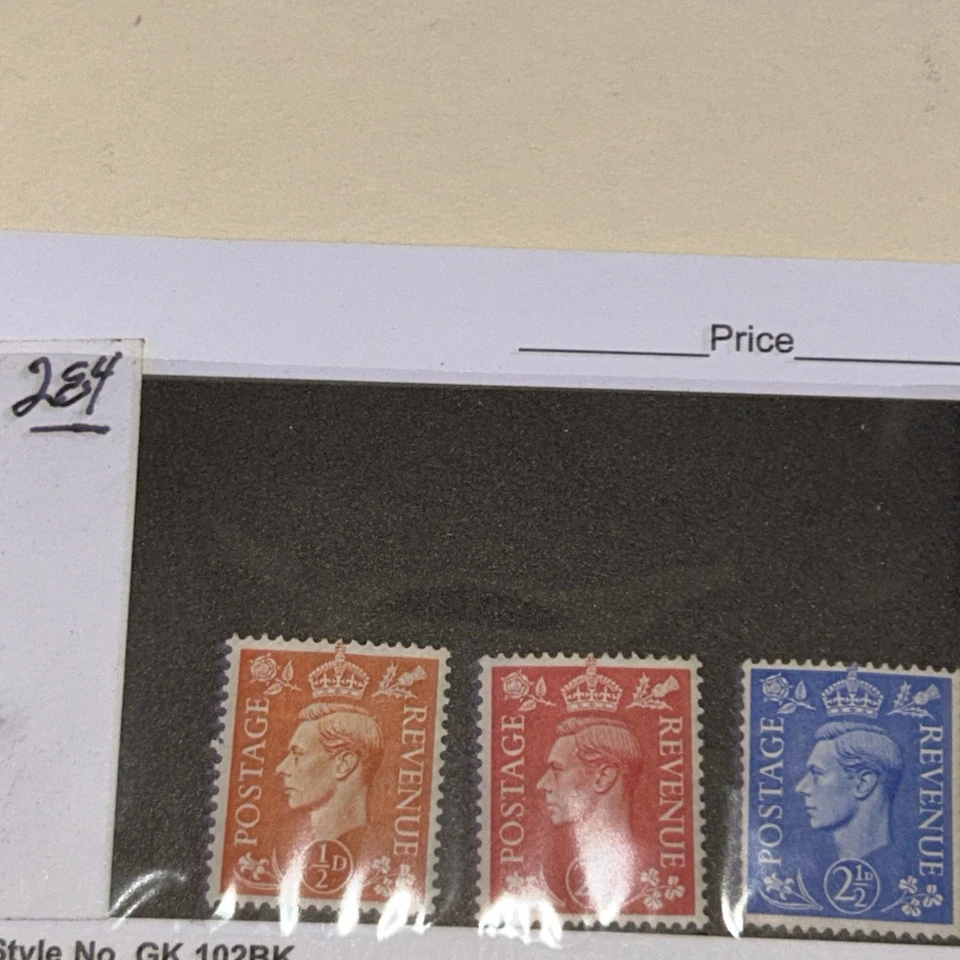 Price
284
POSTAGE REVENUE
½D
POSTAGE REVENUE
POSTAGE REVENUE
2½D
Style No. GK 102BK